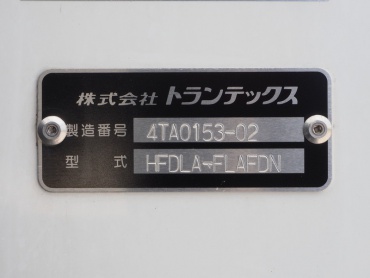 株式会社 トランテックス
製造番号 4TA0153-02
型 式 HFDLA-FLAFDN